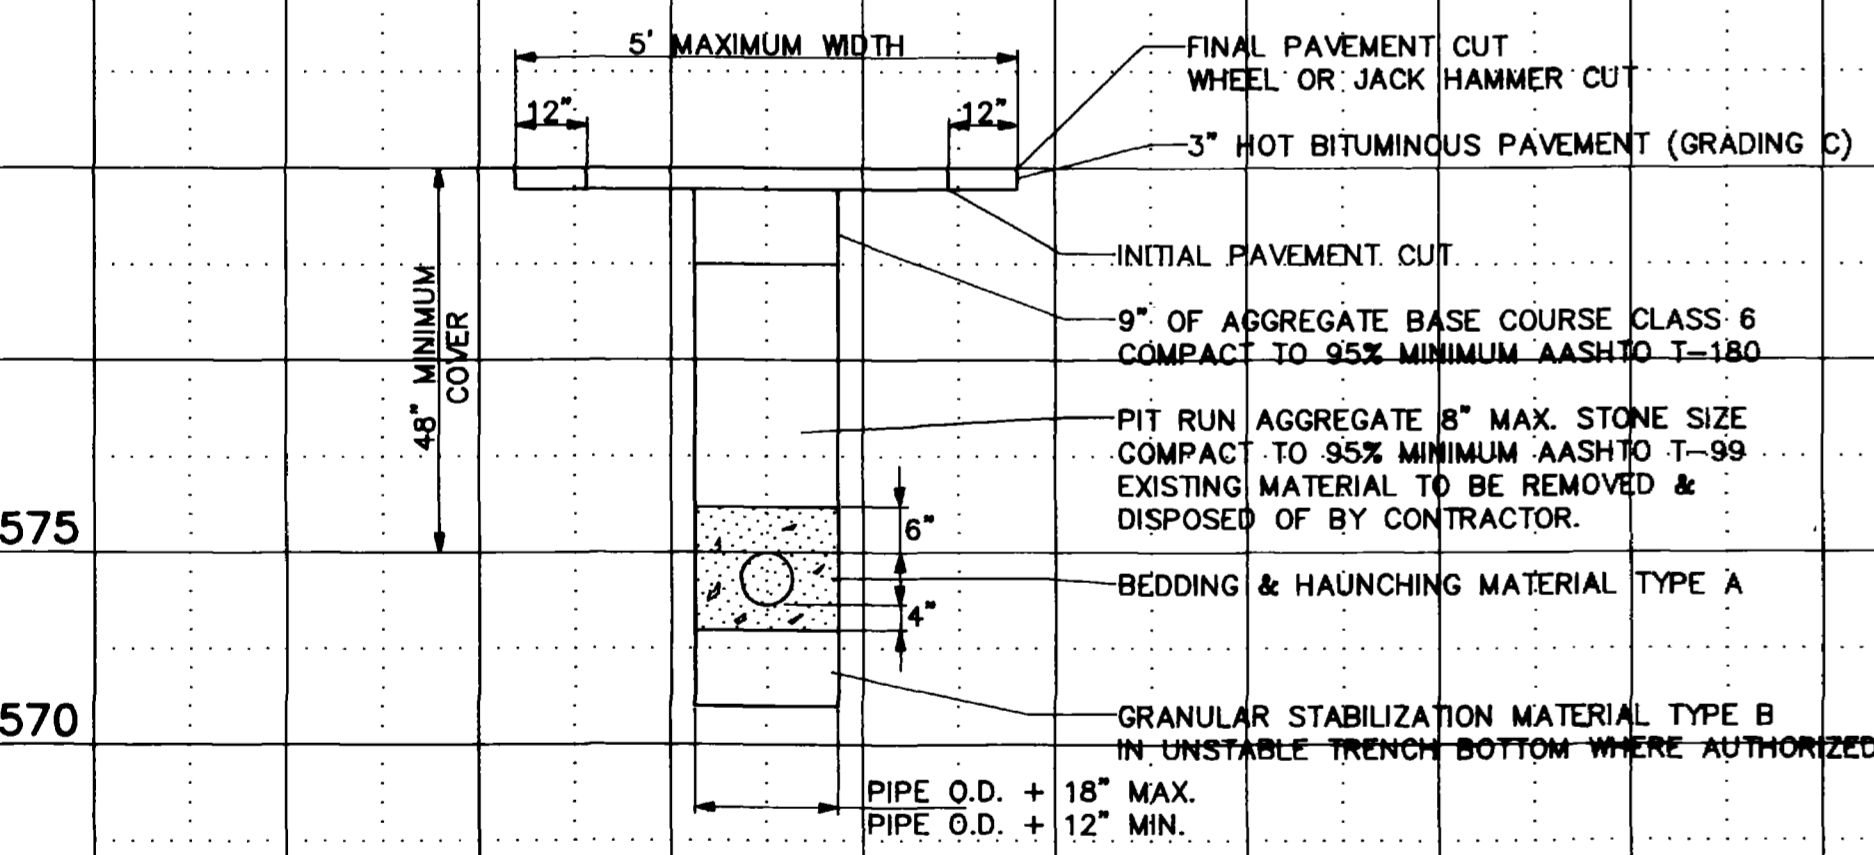 5' MAXIMUM WIDTH
12"
12"
FINAL PAVEMENT CUT
WHEEL OR JACK HAMMER CUT
3" HOT BITUMINOUS PAVEMENT (GRADING C)
INITIAL PAVEMENT CUT
48" MINIMUM
COVER
9" OF AGGREGATE BASE COURSE CLASS 6
COMPACT TO 95% MINIMUM AASHTO T-180
PIT RUN AGGREGATE 8" MAX. STONE SIZE
COMPACT TO 95% MINIMUM AASHTO T-99
EXISTING MATERIAL TO BE REMOVED &
DISPOSED OF BY CONTRACTOR.
575
6"
BEDDING & HAUNCHING MATERIAL TYPE A
4"
570
GRANULAR STABILIZATION MATERIAL TYPE B
IN UNSTABLE TRENCH BOTTOM WHERE AUTHORIZED
PIPE O.D. + 18" MAX.
PIPE O.D. + 12" MIN.